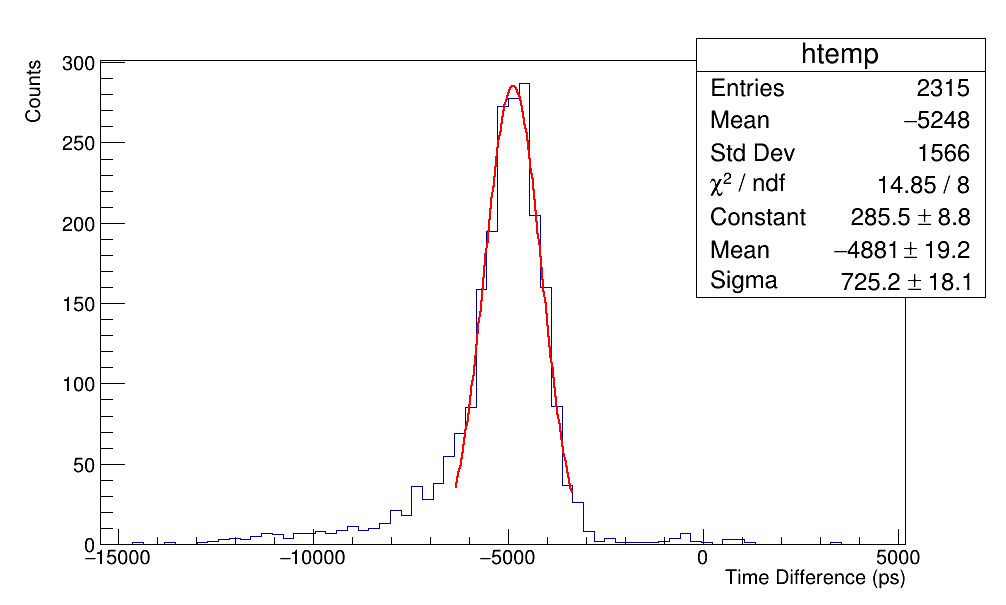 htemp
Entries 2315
Mean −5248
Std Dev 1566
χ² / ndf 14.85 / 8
Constant 285.5 ± 8.8
Mean −4881 ± 19.2
Sigma 725.2 ± 18.1
Counts
300
250
200
150
100
50
0
−15000 −10000 −5000 0 5000
Time Difference (ps)